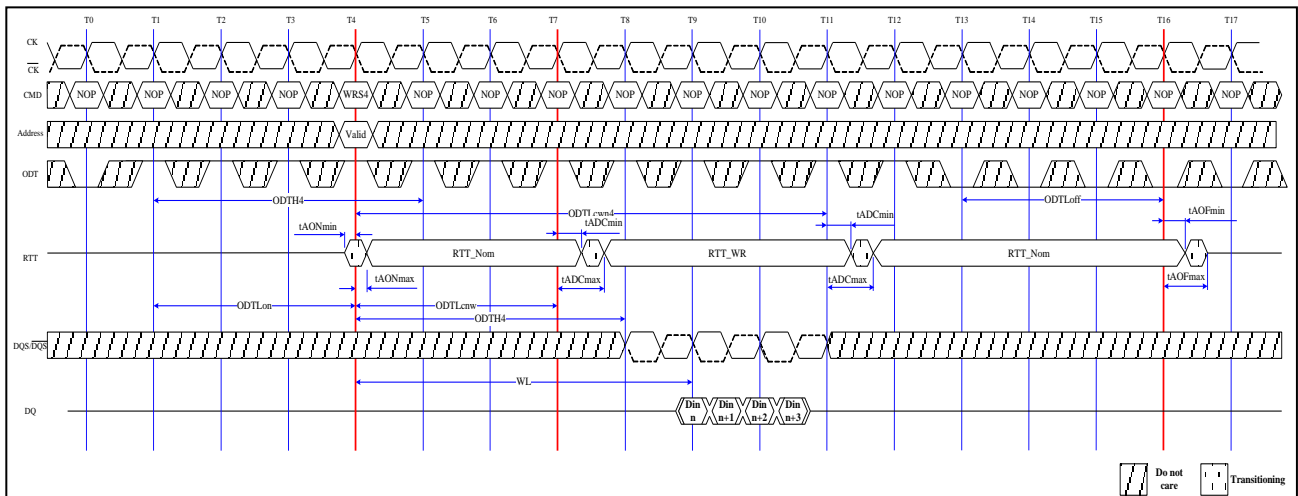 T0 T1 T2 T3 T4 T5 T6 T7 T8 T9 T10 T11 T12 T13 T14 T15 T16 T17
CK
CK
CMD NOP NOP NOP NOP WRS4 NOP NOP NOP NOP NOP NOP NOP NOP NOP NOP NOP NOP NOP
Address Valid
ODT
ODTH4 ODTLcwn4 ODTLoff
tAONmin tADCmin tADCmin tAOFmin
RTT RTT_Nom RTT_WR RTT_Nom
tAONmax tADCmax tADCmax tAOFmax
ODTLon ODTLcnw
ODTH4
DQS/DQS
WL
DQ Din n Din n+1 Din n+2 Din n+3
Do not care Transitioning